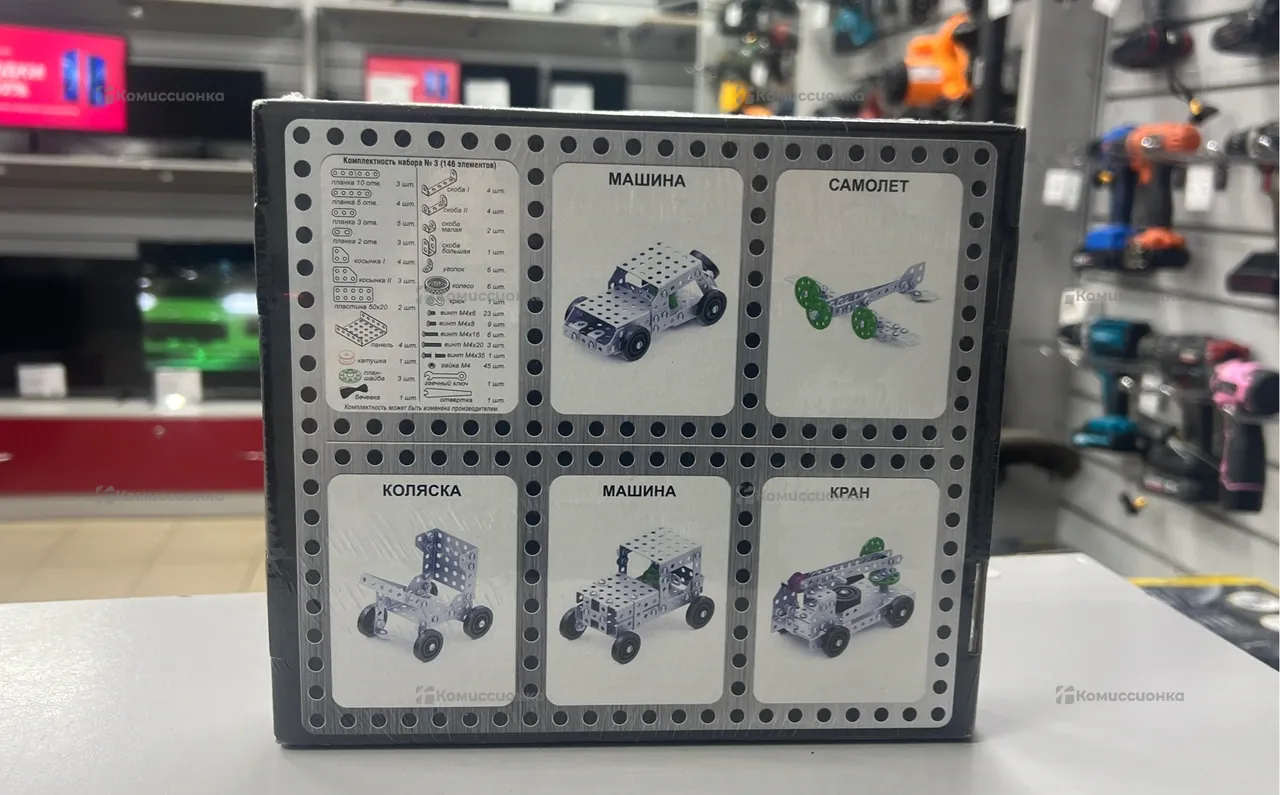 Комплектность набора № 3 (146 элементов)
планка 10 отв. 3 шт.
планка 5 отв. 4 шт.
планка 3 отв. 5 шт.
планка 2 отв. 3 шт.
косынка I 4 шт.
косынка II 3 шт.
пластина 50х20 2 шт.
панель 4 шт.
катушка 1 шт.
план-
шайба 3 шт.
бечевка 1 шт.
скоба I 4 шт.
скоба II 4 шт.
скоба
малая 2 шт.
скоба
большая 1 шт.
уголок 6 шт.
колесо 6 шт.
крюк 1 шт.
винт М4х6 23 шт.
винт М4х8 9 шт.
винт М4х16 6 шт.
винт М4х20 3 шт.
винт М4х35 1 шт.
гайка М4 45 шт.
гаечный ключ 1 шт.
отвертка 1 шт.
Комплектность может быть изменена производителем.
МАШИНА
САМОЛЕТ
КОЛЯСКА
МАШИНА
КРАН
Комиссионка
Комиссионка
Комиссионка
Комиссионка
Комиссионка
Комиссионка
Комиссионка